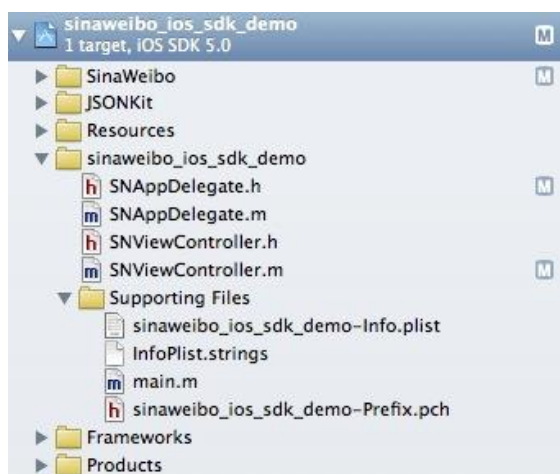 sinaweibo_ios_sdk_demo M
1 target, iOS SDK 5.0
SinaWeibo M
JSONKit
Resources
sinaweibo_ios_sdk_demo
h SNAppDelegate.h M
m SNAppDelegate.m
h SNViewController.h
m SNViewController.m M
Supporting Files
sinaweibo_ios_sdk_demo-Info.plist
InfoPlist.strings
m main.m
h sinaweibo_ios_sdk_demo-Prefix.pch
Frameworks
Products